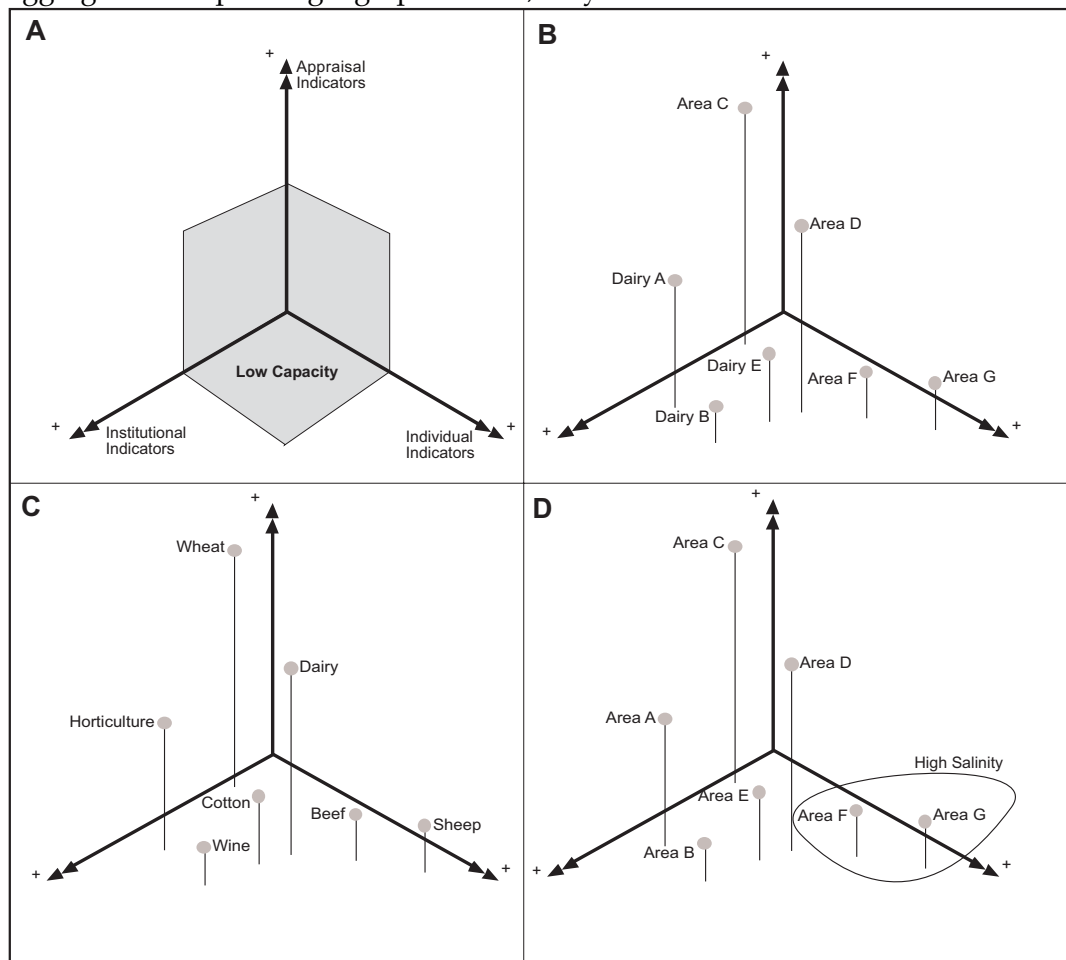 A
+
Appraisal
Indicators
Low Capacity
+
Institutional
Indicators
+
Individual
Indicators
B
+
Area C
Area D
Dairy A
Dairy E
Area F
Area G
Dairy B
+
+
C
+
Wheat
Dairy
Horticulture
Cotton
Beef
Sheep
Wine
+
+
D
+
Area C
Area D
Area A
High Salinity
Area E
Area F
Area G
Area B
+
+